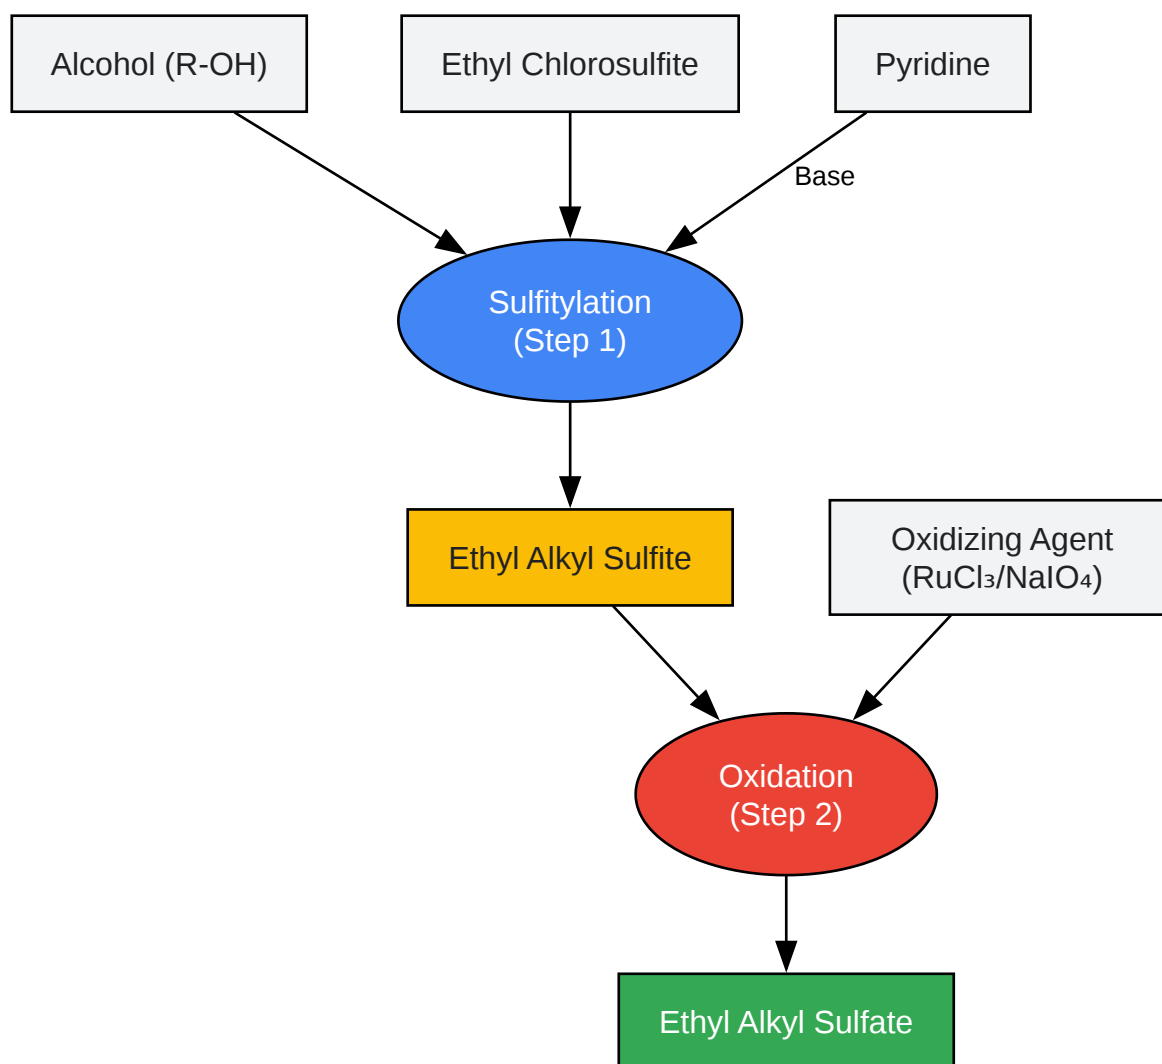 Alcohol (R-OH)
Ethyl Chlorosulfite
Pyridine
Base
Sulfitylation
(Step 1)
Ethyl Alkyl Sulfite
Oxidizing Agent
(RuCl₃/NaIO₄)
Oxidation
(Step 2)
Ethyl Alkyl Sulfate